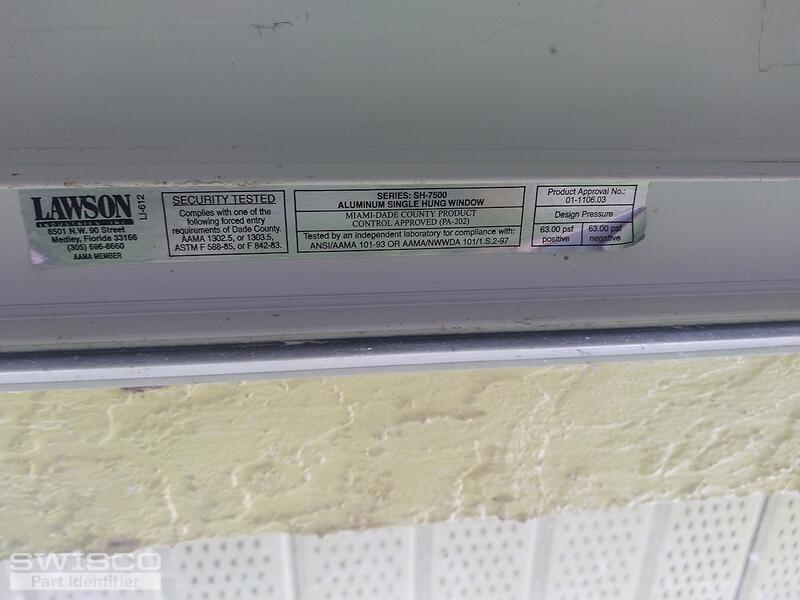 LAWSON
INDUSTRIES INC
8501 N.W. 90 Street
Medley, Florida 33166
(305) 696-8660
AAMA MEMBER
LI-612
SECURITY TESTED
Complies with one of the
following forced entry
requirements of Dade County.
AAMA 1302.5, or 1303.5,
ASTM F 588-85, or F 842-83.
SERIES: SH-7500
ALUMINUM SINGLE HUNG WINDOW
MIAMI-DADE COUNTY PRODUCT
CONTROL APPROVED (PA-202)
Tested by an independent laboratory for compliance with:
ANSI/AAMA 101-93 OR AAMA/NWWDA 101/1.S.2-97
Product Approval No.:
01-1106.03
Design Pressure
63.00 psf
positive
63.00 psf
negative
SWISCO
Part Identifier